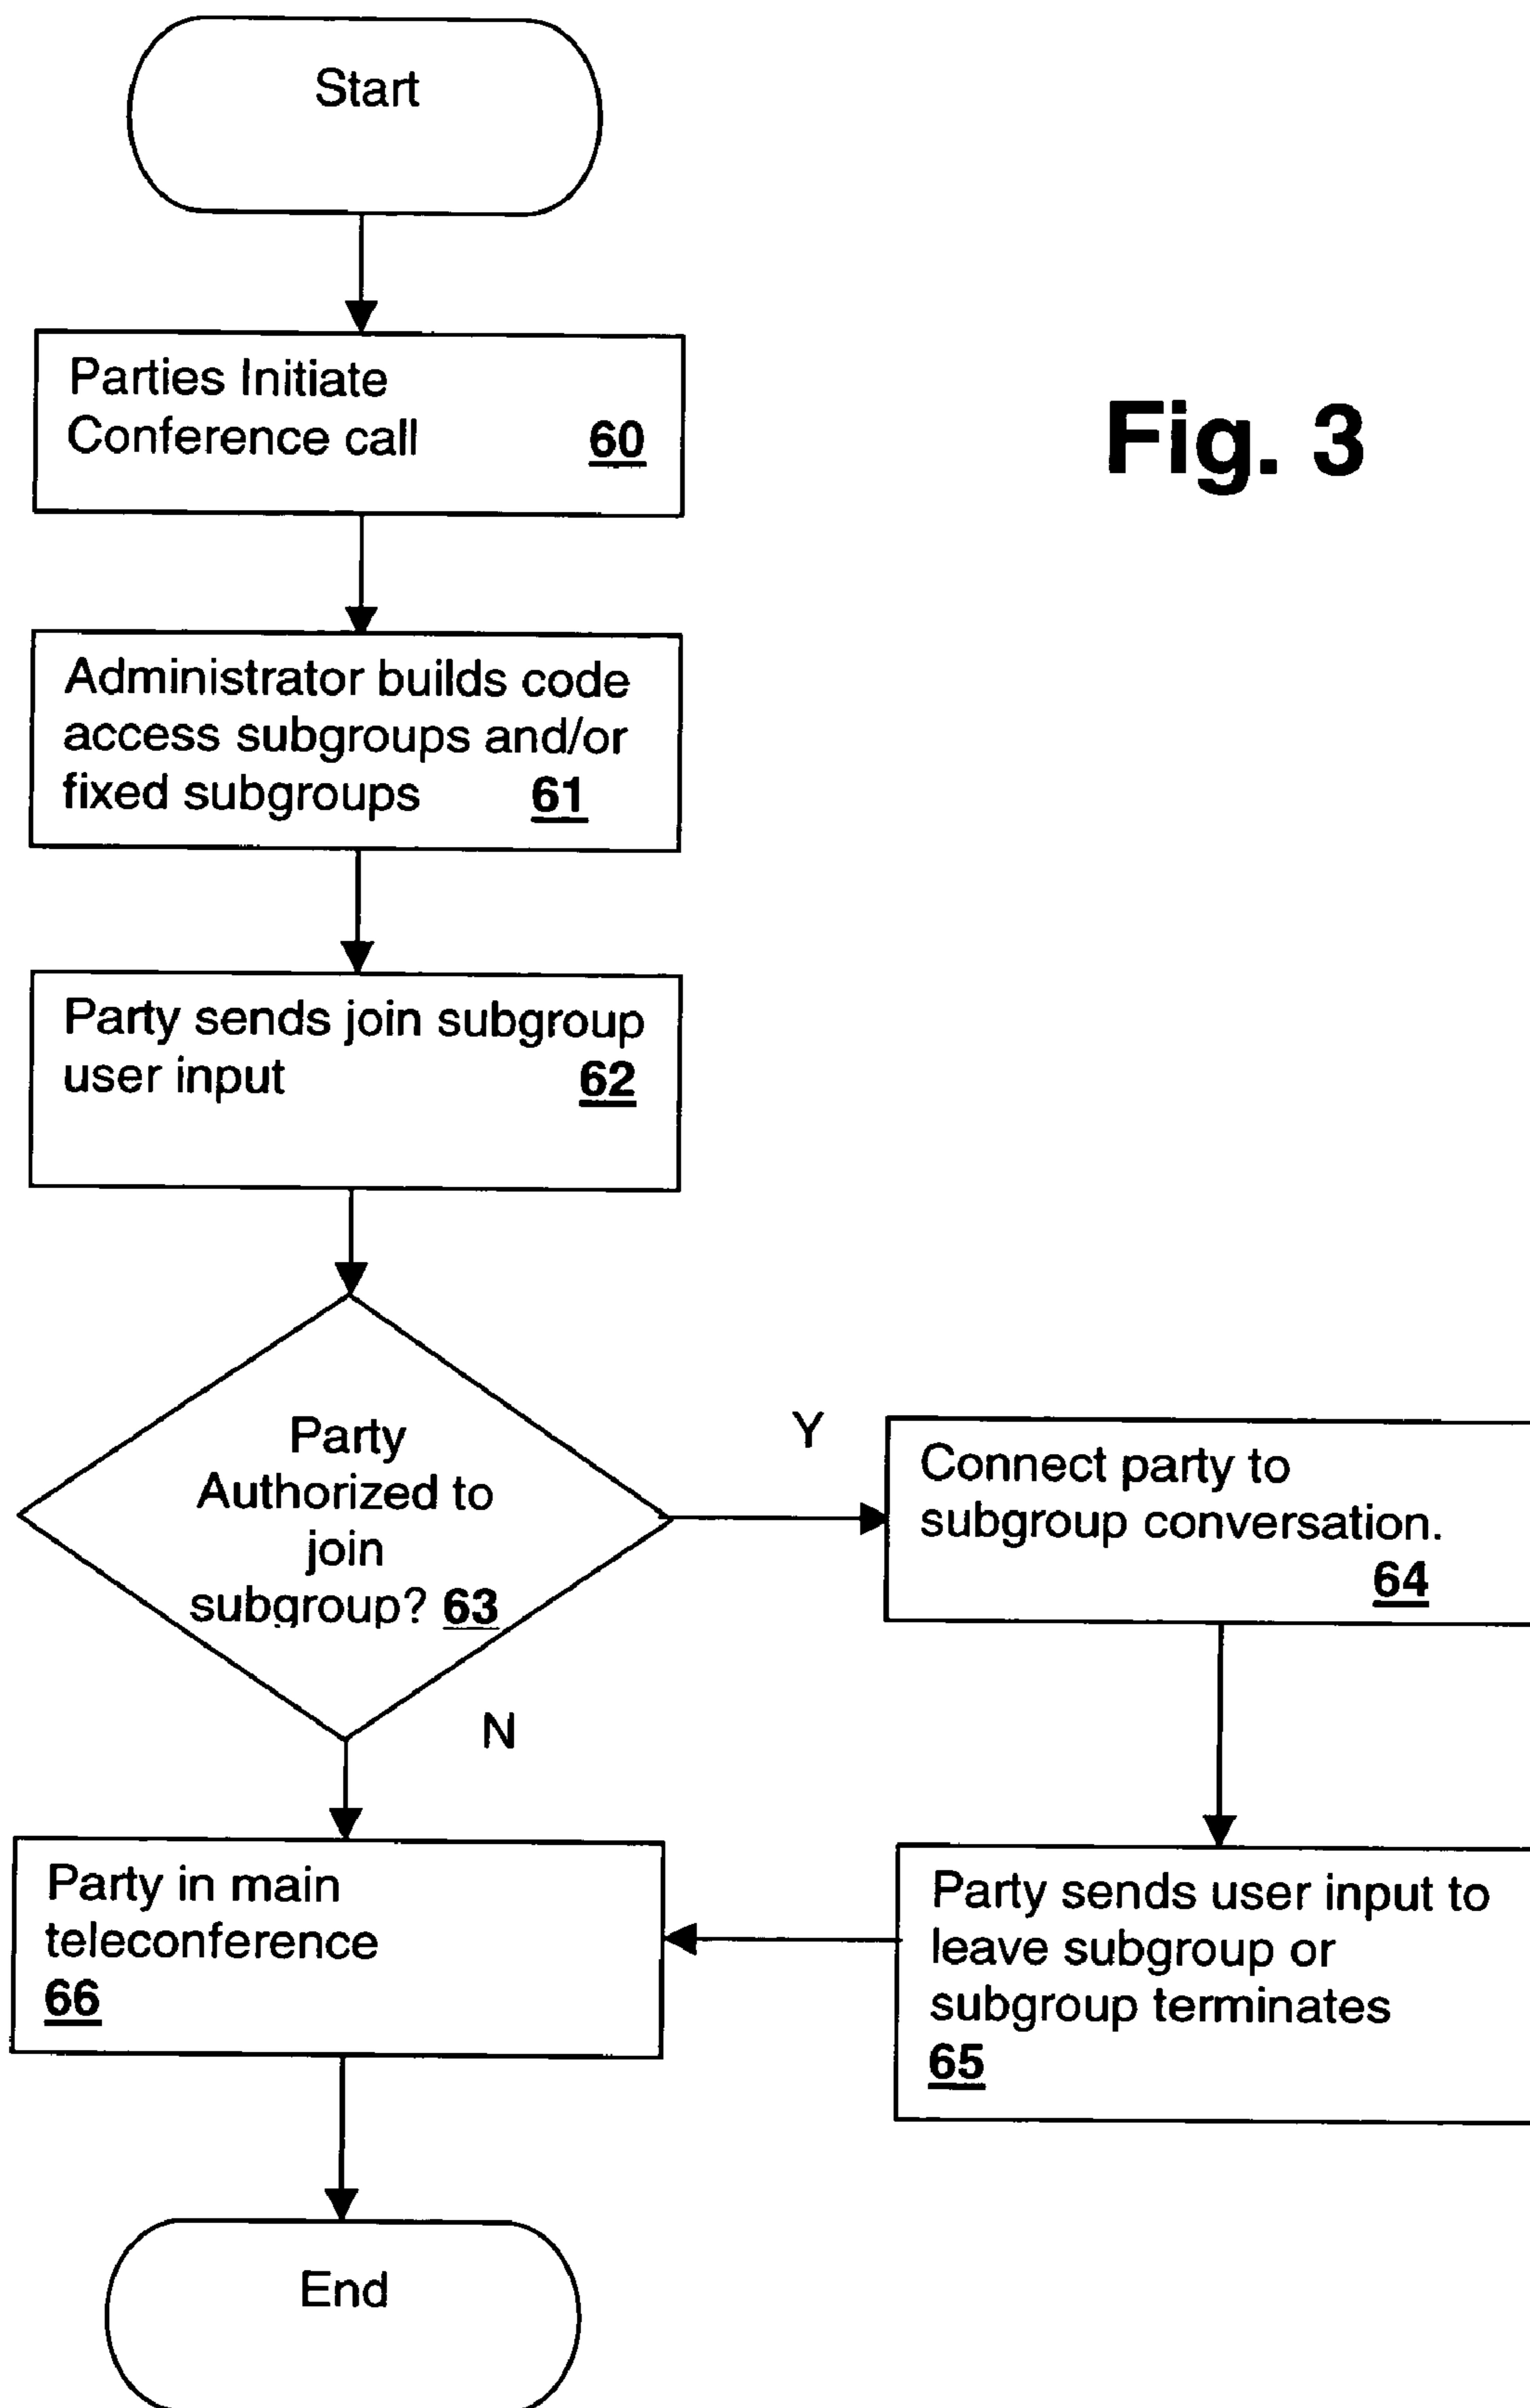 Start
Parties Initiate
Conference call 60
Fig. 3
Administrator builds code
access subgroups and/or
fixed subgroups 61
Party sends join subgroup
user input 62
Party
Authorized to
join
subgroup? 63
Y
Connect party to
subgroup conversation.
64
N
Party in main
teleconference
66
Party sends user input to
leave subgroup or
subgroup terminates
65
End